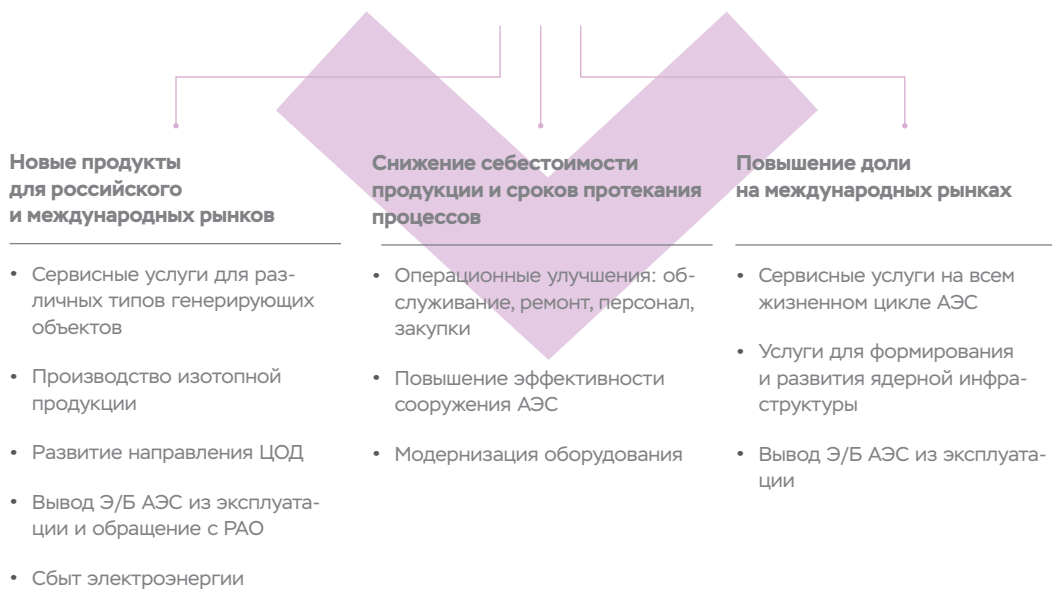 Новые продукты
для российского
и международных рынков
• Сервисные услуги для раз-
личных типов генерирующих
объектов
• Производство изотопной
продукции
• Развитие направления ЦОД
• Вывод Э/Б АЭС из эксплуата-
ции и обращение с РАО
• Сбыт электроэнергии
Снижение себестоимости
продукции и сроков протекания
процессов
• Операционные улучшения: об-
служивание, ремонт, персонал,
закупки
• Повышение эффективности
сооружения АЭС
• Модернизация оборудования
Повышение доли
на международных рынках
• Сервисные услуги на всем
жизненном цикле АЭС
• Услуги для формирования
и развития ядерной инфра-
структуры
• Вывод Э/Б АЭС из эксплуата-
ции